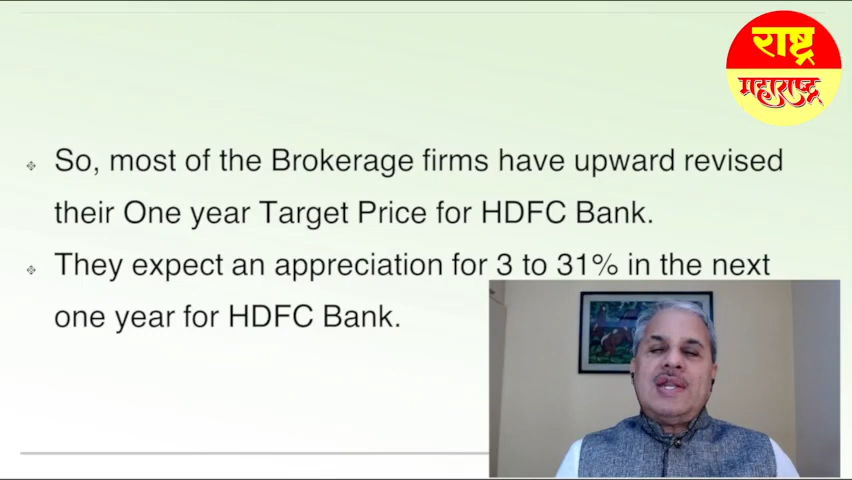 राष्ट्र
महाराष्ट्र
So, most of the Brokerage firms have upward revised
their One year Target Price for HDFC Bank.
They expect an appreciation for 3 to 31% in the next
one year for HDFC Bank.